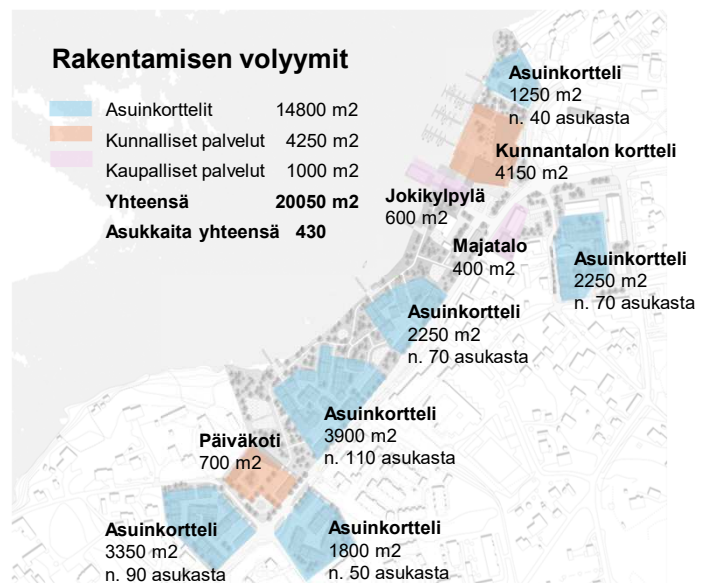 Rakentamisen volyymit
Asuinkorttelit 14800 m2
Kunnalliset palvelut 4250 m2
Kaupalliset palvelut 1000 m2
Yhteensä 20050 m2
Asukkaita yhteensä 430
Asuinkortteli
1250 m2
n. 40 asukasta
Kunnantalon kortteli
4150 m2
Jokikylpylä
600 m2
Majatalo
400 m2
Asuinkortteli
2250 m2
n. 70 asukasta
Asuinkortteli
2250 m2
n. 70 asukasta
Asuinkortteli
3900 m2
n. 110 asukasta
Päiväkoti
700 m2
Asuinkortteli
3350 m2
n. 90 asukasta
Asuinkortteli
1800 m2
n. 50 asukasta